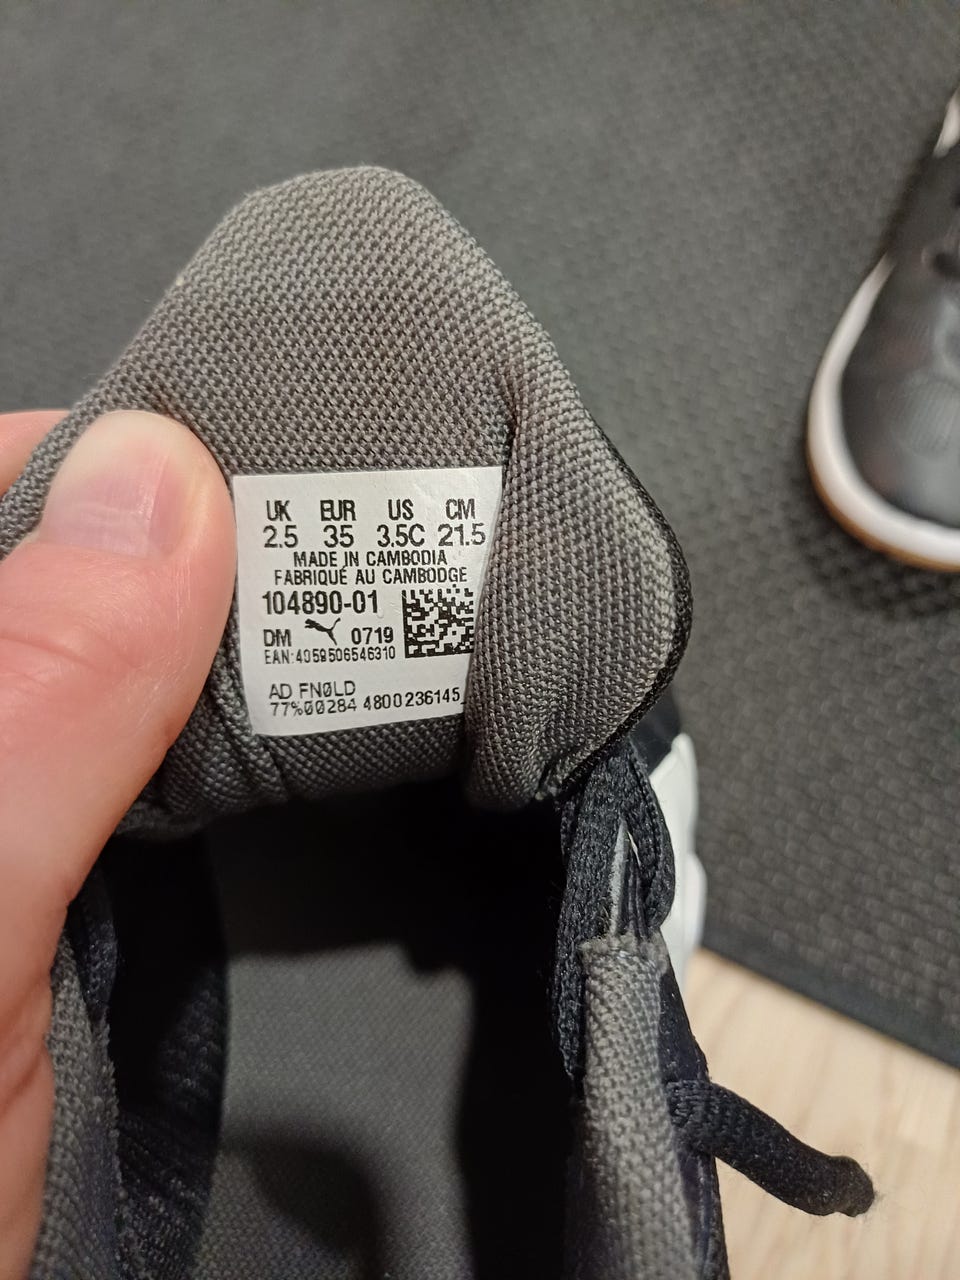 UK EUR US CM
2.5 35 3.5C 21.5
MADE IN CAMBODIA
FABRIQUÉ AU CAMBODGE
104890-01
DM 0719
EAN:4059506546310
AD FN0LD
77%00284 4800236145